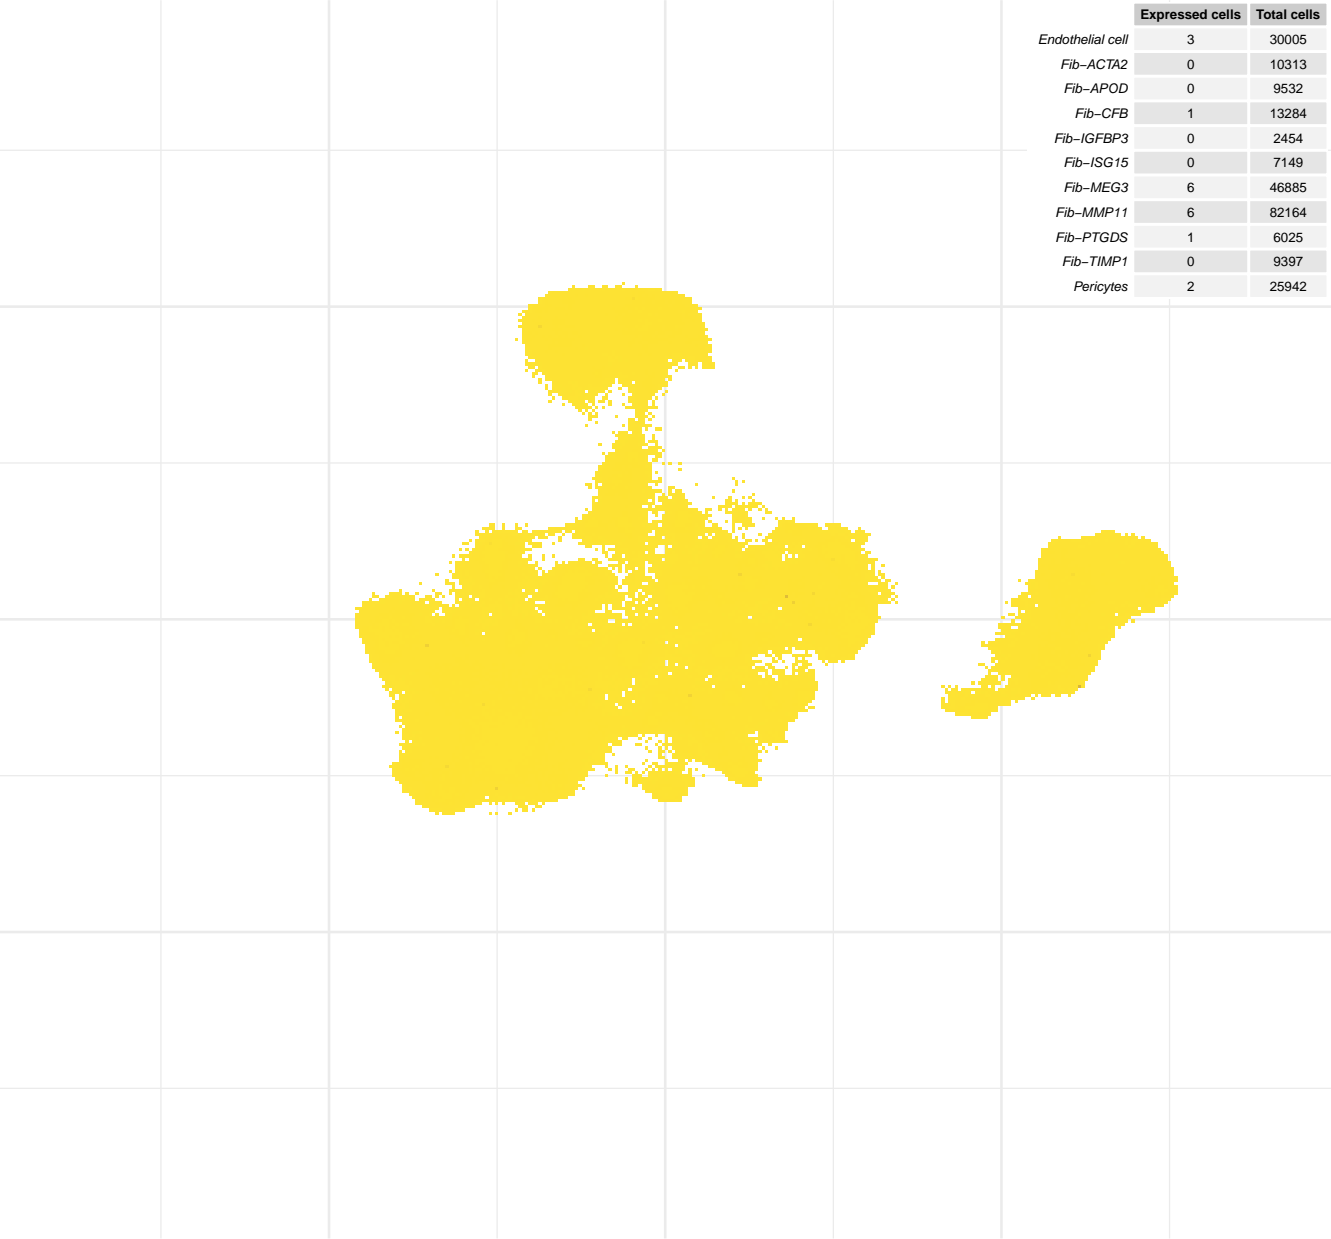 Expressed cells Total cells
Endothelial cell 3 30005
Fib−ACTA2 0 10313
Fib−APOD 0 9532
Fib−CFB 1 13284
Fib−IGFBP3 0 2454
Fib−ISG15 0 7149
Fib−MEG3 6 46885
Fib−MMP11 6 82164
Fib−PTGDS 1 6025
Fib−TIMP1 0 9397
Pericytes 2 25942